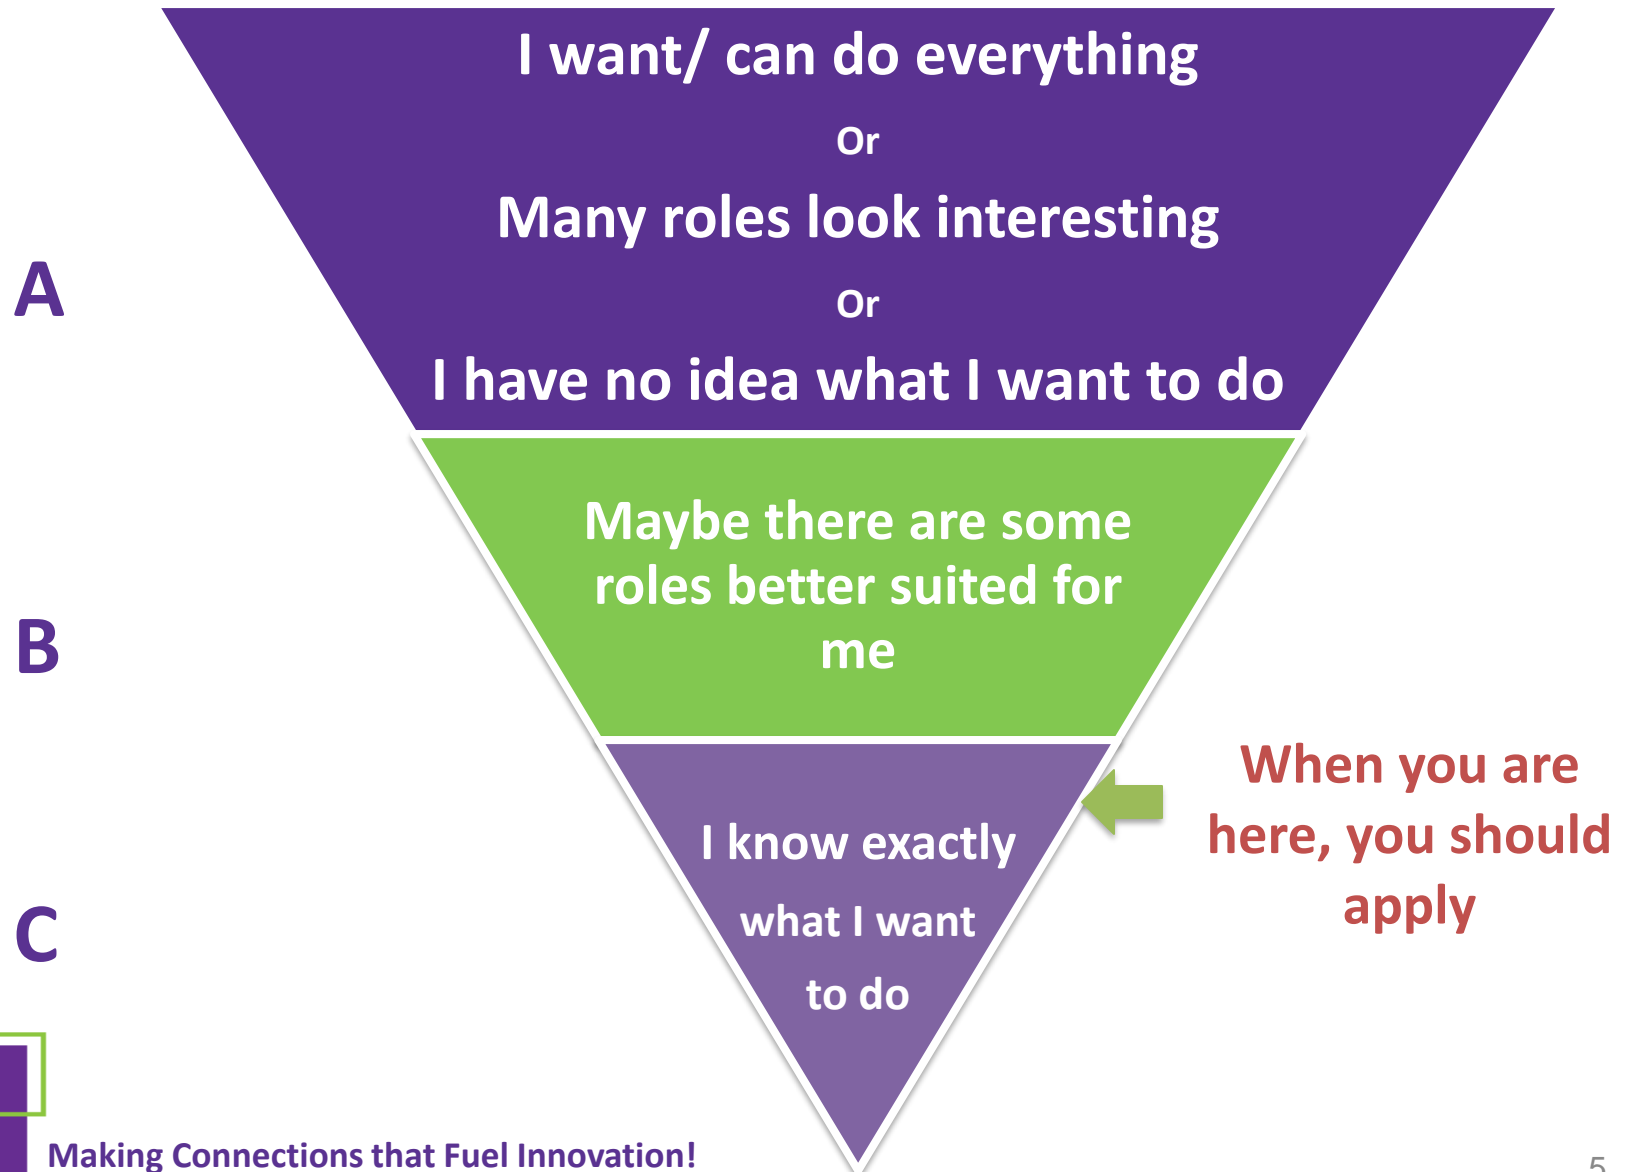 I want/ can do everything
Or
Many roles look interesting
Or
I have no idea what I want to do
A
Maybe there are some
roles better suited for
me
B
When you are
here, you should
apply
I know exactly
what I want
to do
C
Making Connections that Fuel Innovation!
5